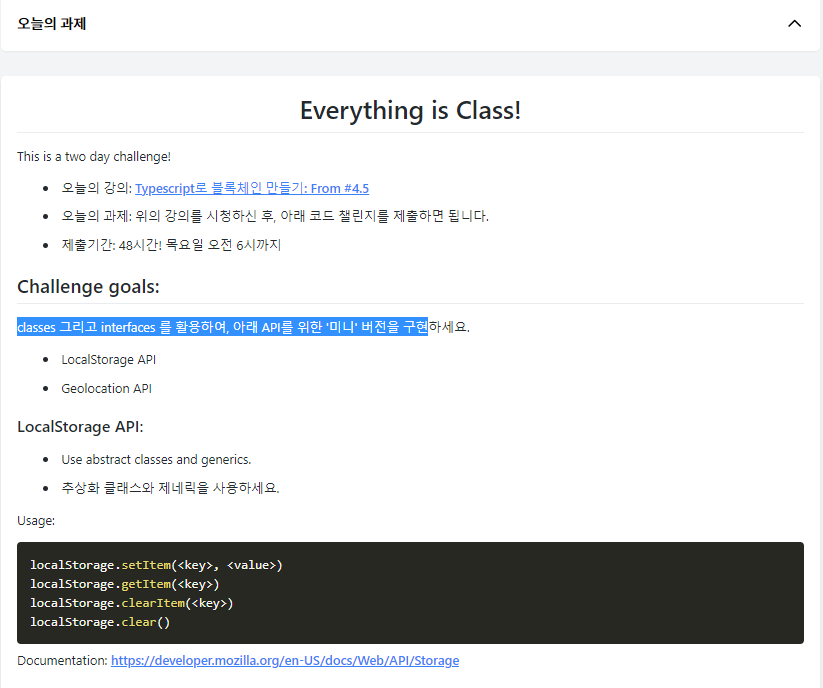 오늘의 과제
Everything is Class!
This is a two day challenge!
오늘의 강의: Typescript로 블록체인 만들기: From #4.5
오늘의 과제: 위의 강의를 시청하신 후, 아래 코드 챌린지를 제출하면 됩니다.
제출기간: 48시간! 목요일 오전 6시까지
Challenge goals:
classes 그리고 interfaces 를 활용하여, 아래 API를 위한 '미니' 버전을 구현하세요.
LocalStorage API
Geolocation API
LocalStorage API:
Use abstract classes and generics.
추상화 클래스와 제네릭을 사용하세요.
Usage:
localStorage.setItem(<key>, <value>)
localStorage.getItem(<key>)
localStorage.clearItem(<key>)
localStorage.clear()
Documentation: https://developer.mozilla.org/en-US/docs/Web/API/Storage